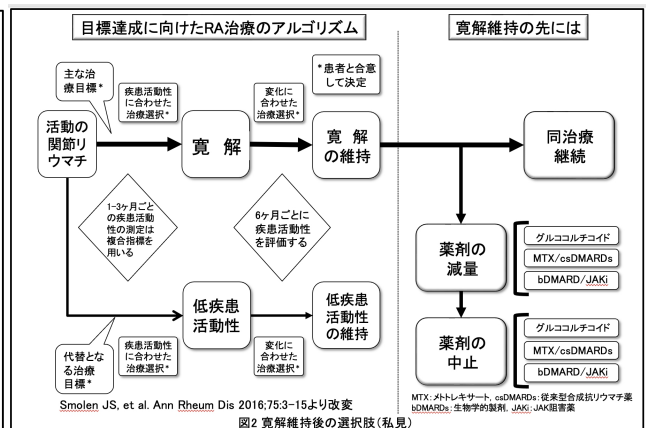 目標達成に向けたRA治療のアルゴリズム
寛解維持の先には
主な治
療目標*
疾患活動性
に合わせた
治療選択*
変化に
合わせた
治療選択*
*患者と合意
して決定
活動の
関節リ
ウマチ
寛 解
寛 解
の維持
同治療
継続
1-3ヶ月ごと
の疾患活動
性の測定は
複合指標を
用いる
6ヶ月ごとに
疾患活動性
を評価する
薬剤の
減量
グルココルチコイド
MTX/csDMARDs
bDMARD/JAKi
低疾患
活動性
低疾患
活動性
の維持
代替とな
る治療
目標*
疾患活動性
に合わせた
治療選択*
変化に
合わせた
治療選択*
薬剤の
中止
グルココルチコイド
MTX/csDMARDs
bDMARD/JAKi
Smolen JS, et al. Ann Rheum Dis 2016;75:3-15より改変
MTX:メトトレキサート, csDMARDs:従来型合成抗リウマチ薬
bDMARDs:生物学的製剤, JAKi:JAK阻害薬
図2 寛解維持後の選択肢(私見)